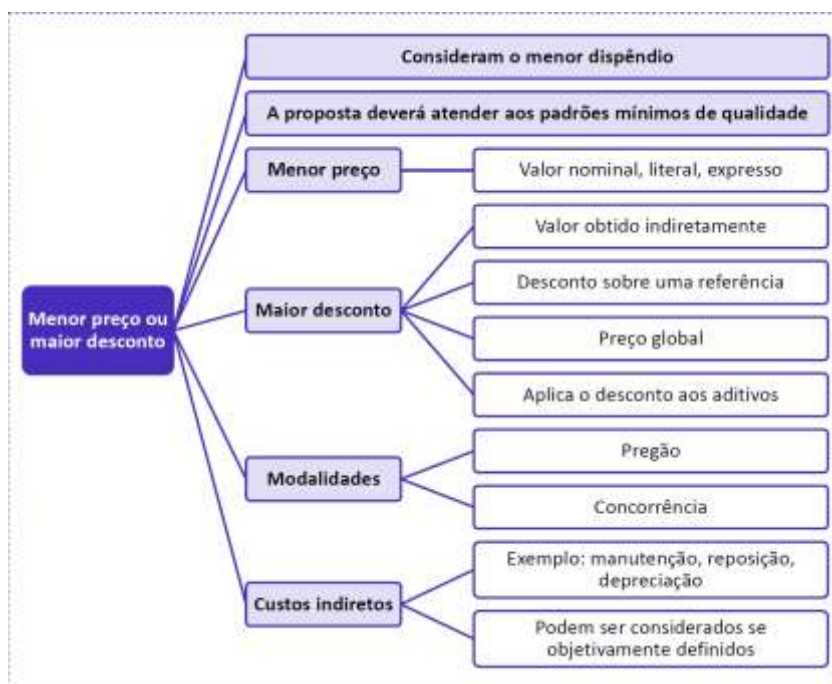 Consideram o menor dispêndio
A proposta deverá atender aos padrões mínimos de qualidade
Menor preço
Valor nominal, literal, expresso
Valor obtido indiretamente
Desconto sobre uma referência
Menor preço ou
maior desconto
Maior desconto
Preço global
Aplica o desconto aos aditivos
Pregão
Modalidades
Concorrência
Exemplo: manutenção, reposição,
depreciação
Custos indiretos
Podem ser considerados se
objetivamente definidos